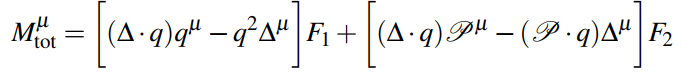 M^μ_tot = [(Δ·q)q^μ − q^2Δ^μ] F_1 + [(Δ·q)𝒫^μ − (𝒫·q)Δ^μ] F_2